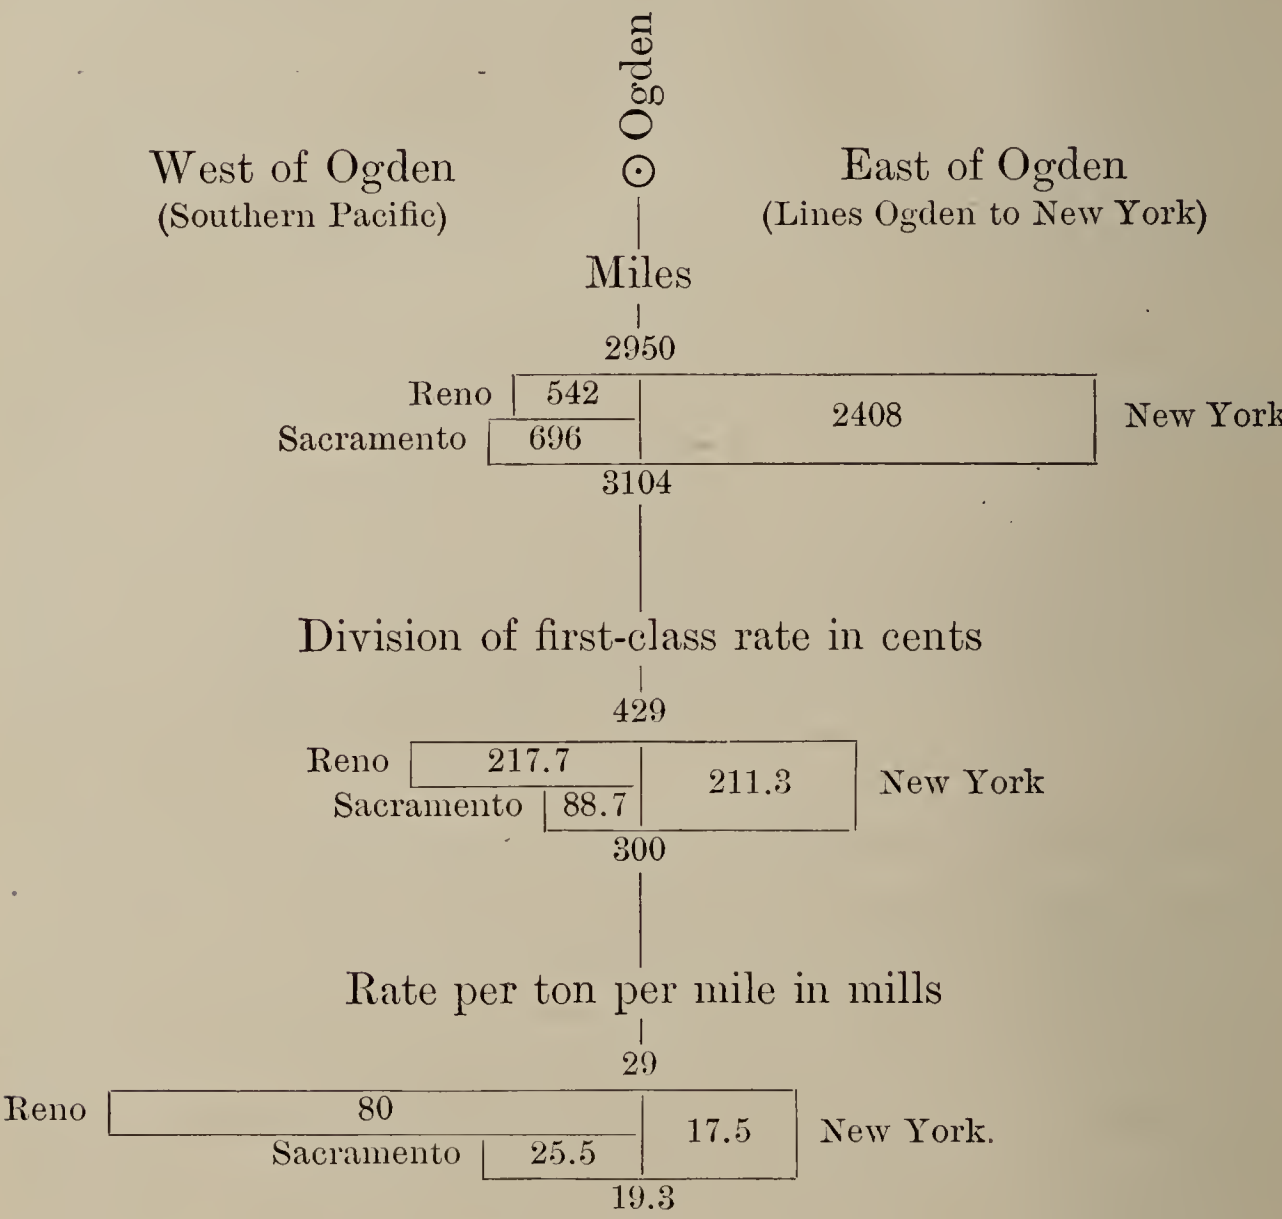 Ogden
West of Ogden
East of Ogden
(Southern Pacific)
(Lines Ogden to New York)
Miles
2950
Reno 542
2408 New York
Sacramento 696
3104
Division of first-class rate in cents
429
Reno 217.7
211.3 New York
Sacramento 88.7
300
Rate per ton per mile in mills
29
Reno 80
17.5 New York.
Sacramento 25.5
19.3